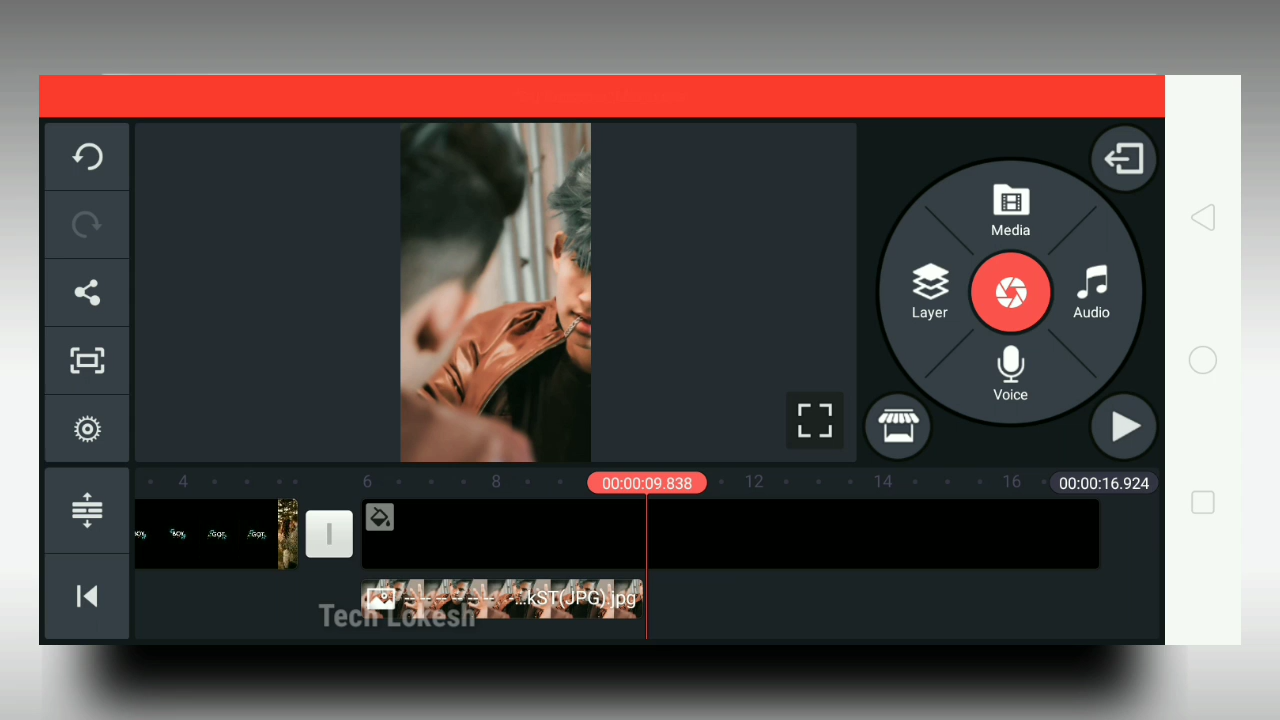 Media
Layer
Audio
Voice
4
6
8
00:00:09.838
12
14
16
00:00:16.924
...kST(JPG).jpg
Tech Lokesh